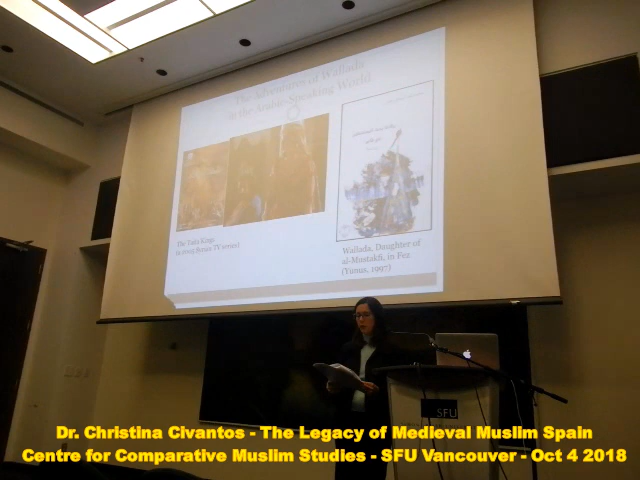 The Adventures of Wallada
in the Arabic-Speaking World
The Taifa Kings
(a 2005 Syrian TV series)
Wallada, Daughter of
al-Mustakfi, in Fez
(Yunus, 1997)
SFU
Dr. Christina Civantos - The Legacy of Medieval Muslim Spain
Centre for Comparative Muslim Studies - SFU Vancouver - Oct 4 2018